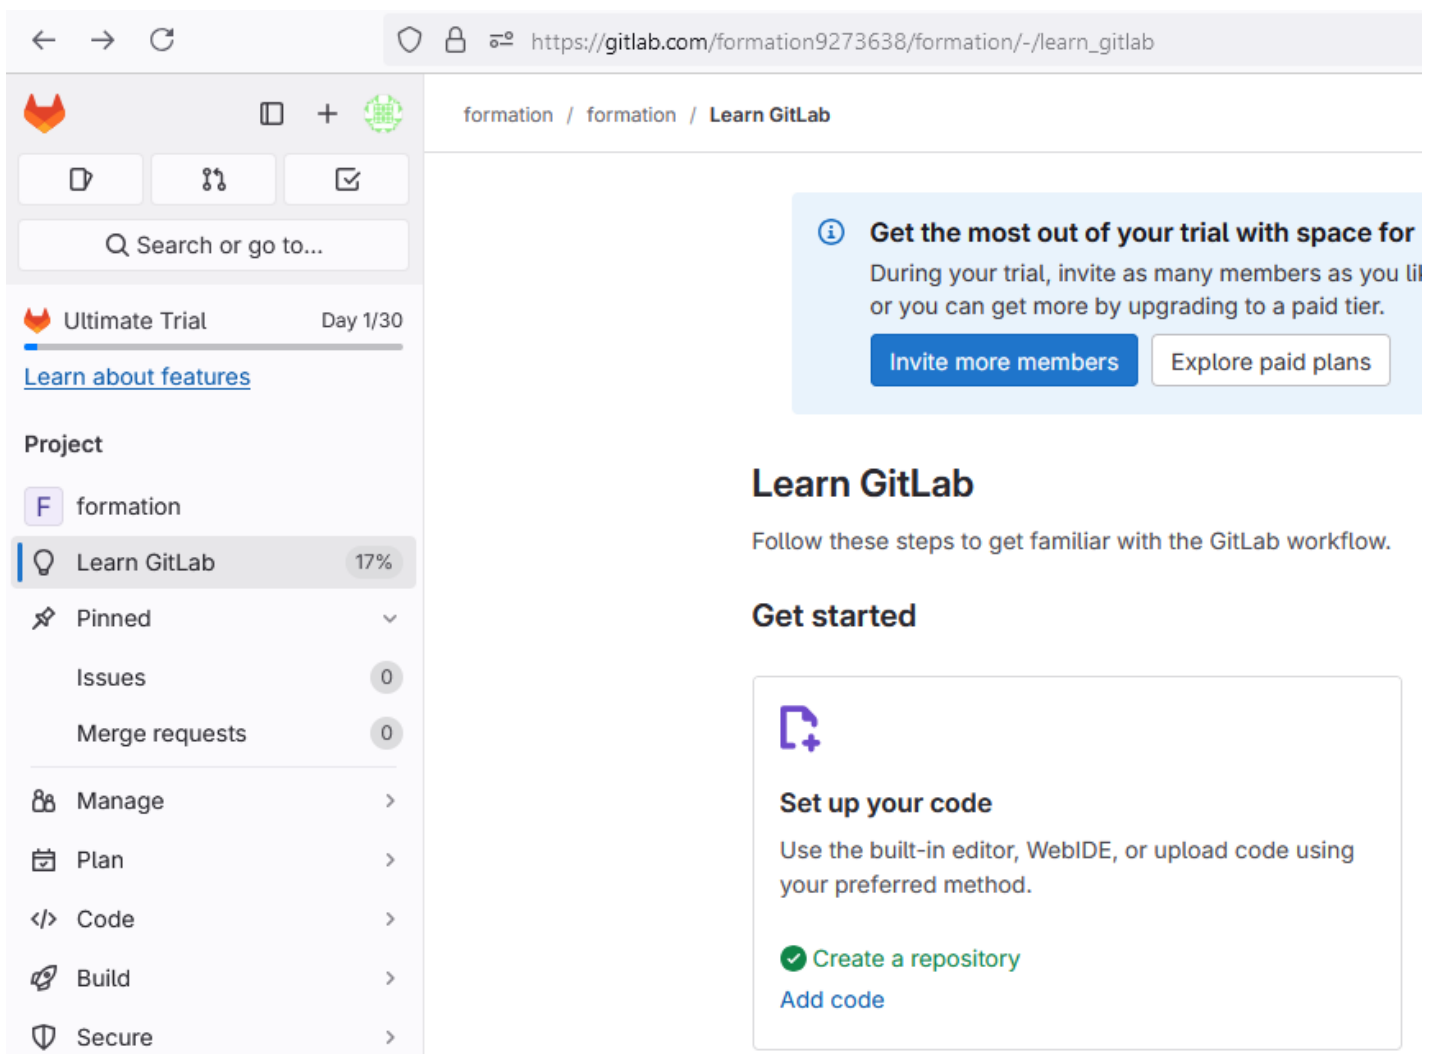 https://gitlab.com/formation9273638/formation/-/learn_gitlab
formation / formation / Learn GitLab
Search or go to...
Ultimate Trial Day 1/30
Learn about features
Project
F formation
Learn GitLab 17%
Pinned
Issues 0
Merge requests 0
Manage
Plan
Code
Build
Secure
Get the most out of your trial with space for
During your trial, invite as many members as you
or you can get more by upgrading to a paid tier.
Invite more members Explore paid plans
Learn GitLab
Follow these steps to get familiar with the GitLab workflow.
Get started
Set up your code
Use the built-in editor, WebIDE, or upload code using
your preferred method.
Create a repository
Add code